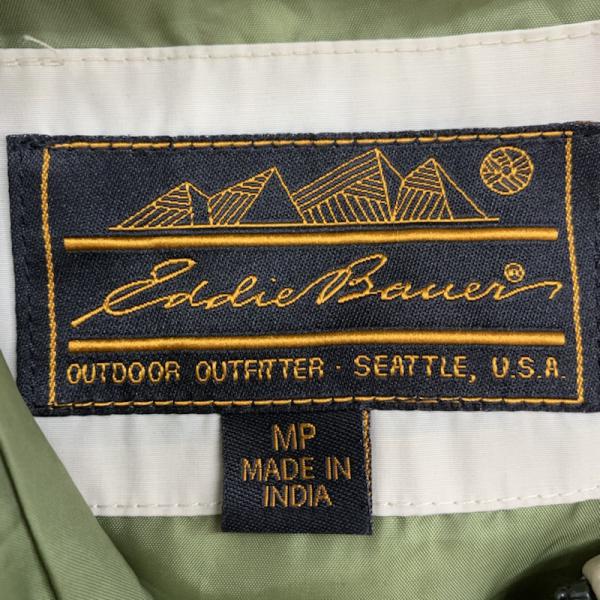 Eddie Bauer®
OUTDOOR OUTFITTER · SEATTLE, U.S.A.
MP
MADE IN
INDIA